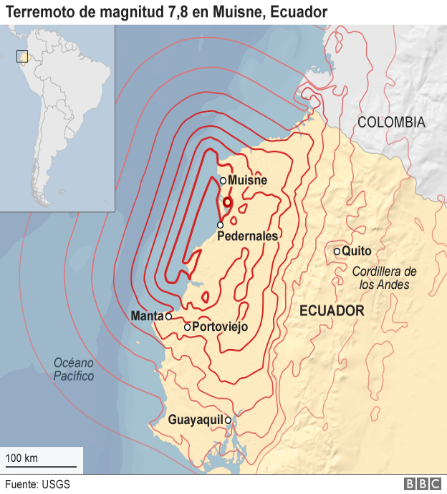 Terremoto de magnitud 7,8 en Muisne, Ecuador
COLOMBIA
Muisne
Pedernales
Quito
Cordillera de
los Andes
ECUADOR
Manta
Portoviejo
Océano
Pacífico
Guayaquil
100 km
Fuente: USGS
BBC